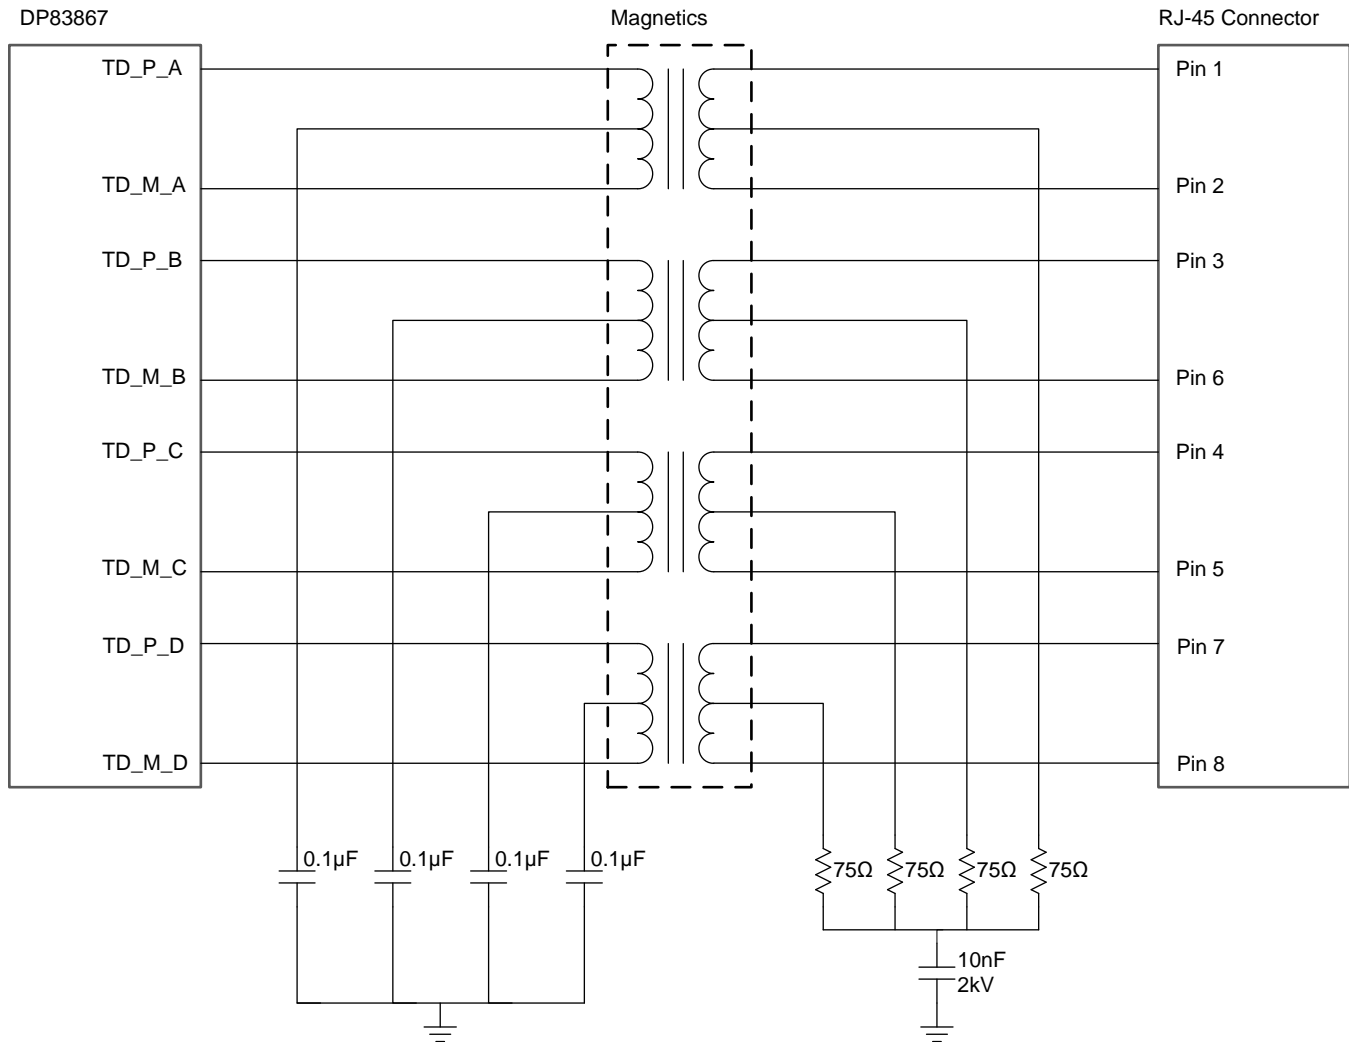 DP83867
Magnetics
RJ-45 Connector
TD_P_A
Pin 1
TD_M_A
Pin 2
TD_P_B
Pin 3
TD_M_B
Pin 6
TD_P_C
Pin 4
TD_M_C
Pin 5
TD_P_D
Pin 7
TD_M_D
Pin 8
0.1µF
0.1µF
0.1µF
0.1µF
75Ω
75Ω
75Ω
75Ω
10nF
2kV